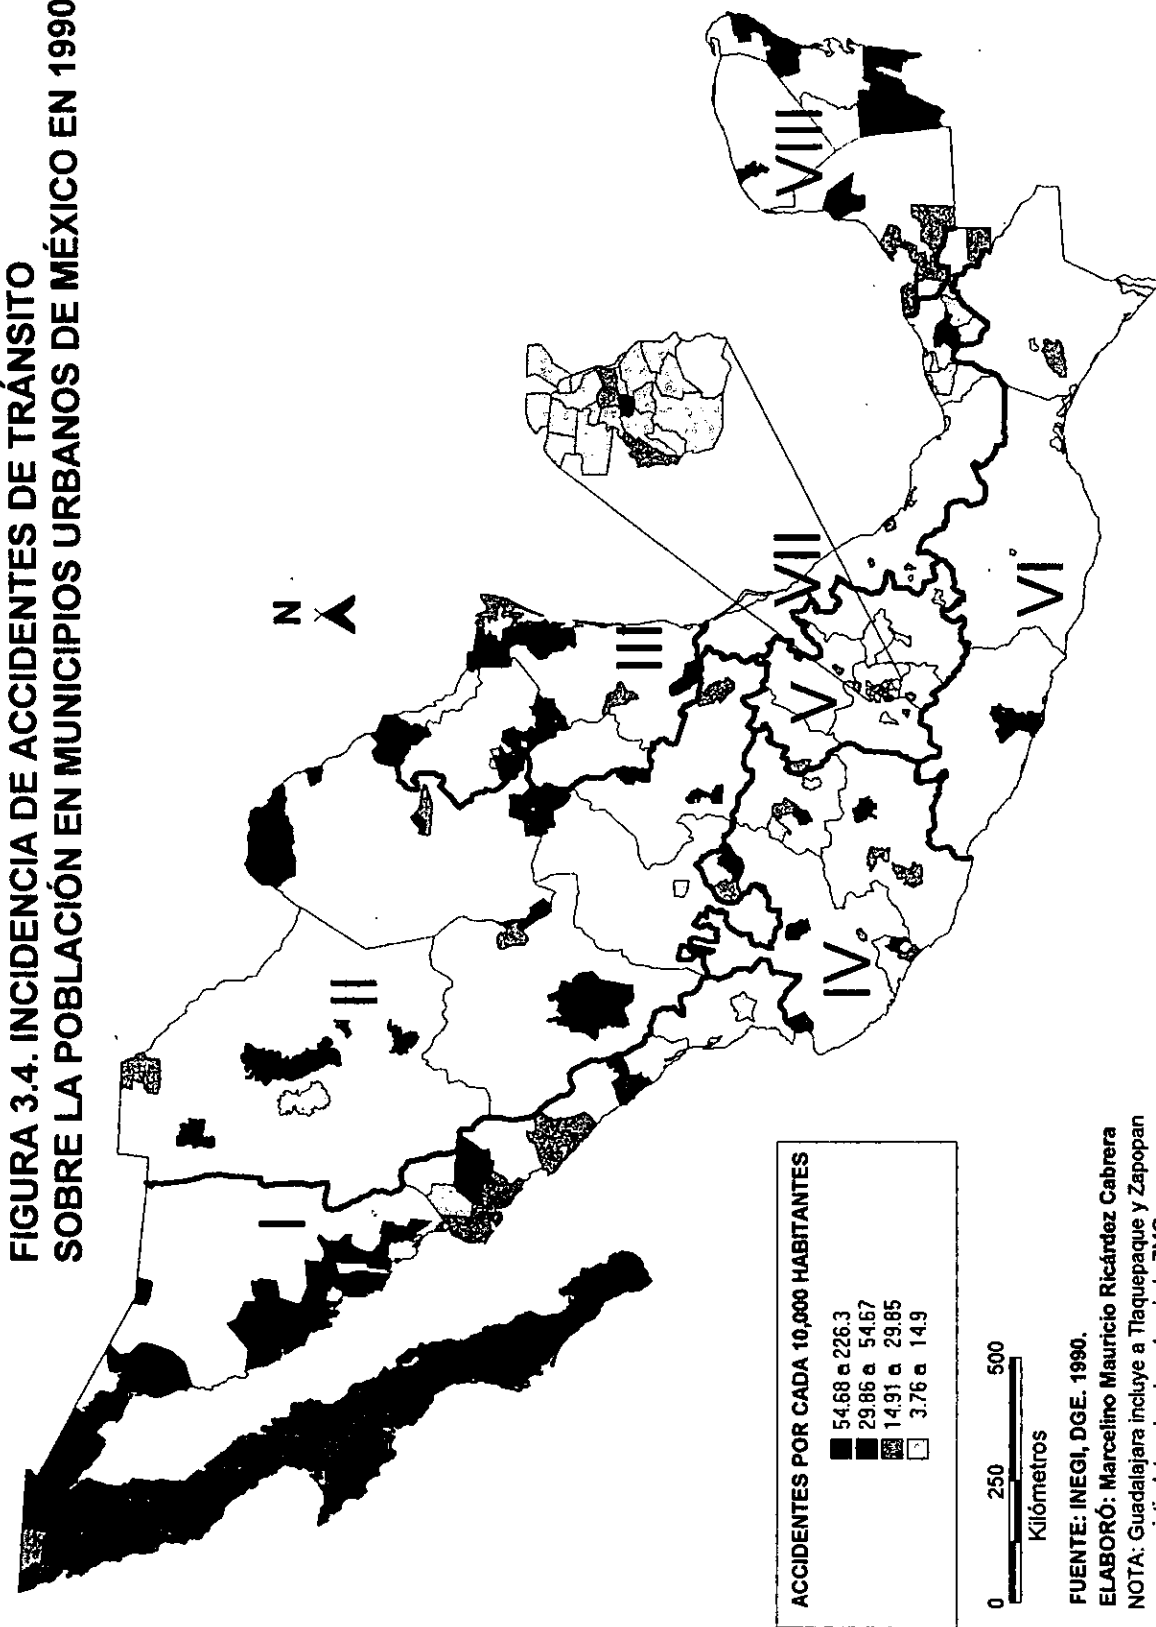 FIGURA 3.4. INCIDENCIA DE ACCIDENTES DE TRÁNSITO
SOBRE LA POBLACIÓN EN MUNICIPIOS URBANOS DE MÉXICO EN 1990
N
I
II
III
IV
V
VI
VII
VIII
ACCIDENTES POR CADA 10,000 HABITANTES
54.68 a 226.3
29.86 a 54.67
14.91 a 29.85
3.76 a 14.9
0 250 500
Kilómetros
FUENTE: INEGI, DGE. 1990.
ELABORÓ: Marcelino Mauricio Ricárdez Cabrera
NOTA: Guadalajara incluye a Tlaquepaque y Zapopan